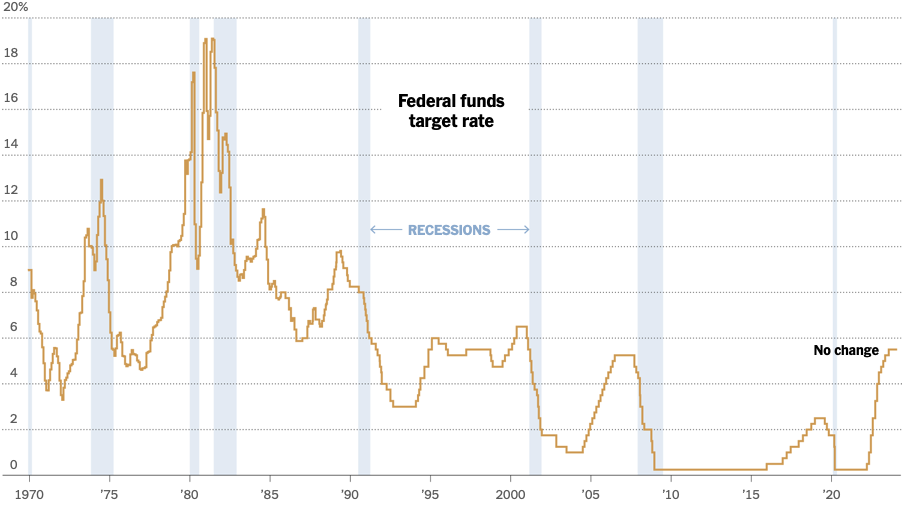 20%
18
16
Federal funds
target rate
14
12
RECESSIONS
10
8
6
No change
4
2
0
1970 ’75 ’80 ’85 ’90 ’95 2000 ’05 ’10 ’15 ’20